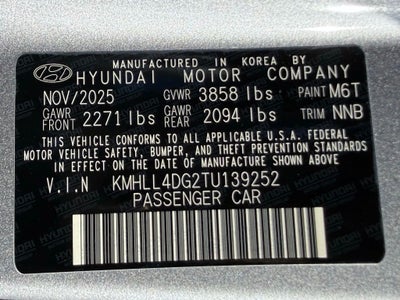 MANUFACTURED IN KOREA BY
HYUNDAI MOTOR COMPANY
NOV/2025 GVWR 3858 lbs PAINT M6T
GAWR FRONT 2271 lbs GAWR REAR 2094 lbs TRIM NNB
THIS VEHICLE CONFORMS TO ALL APPLICABLE U.S.A FEDERAL
MOTOR VEHICLE SAFETY, BUMPER, AND THEFT PREVENTION STANDARDS
IN EFFECT ON THE DATE OF MANUFACTURE SHOWN ABOVE.
V.I.N KMHLL4DG2TU139252
PASSENGER CAR